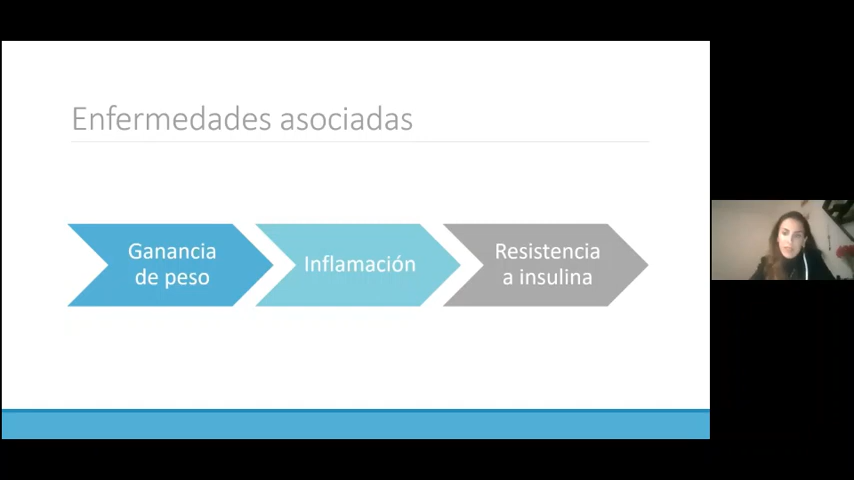 Enfermedades asociadas
Ganancia
de peso
Inflamación
Resistencia
a insulina